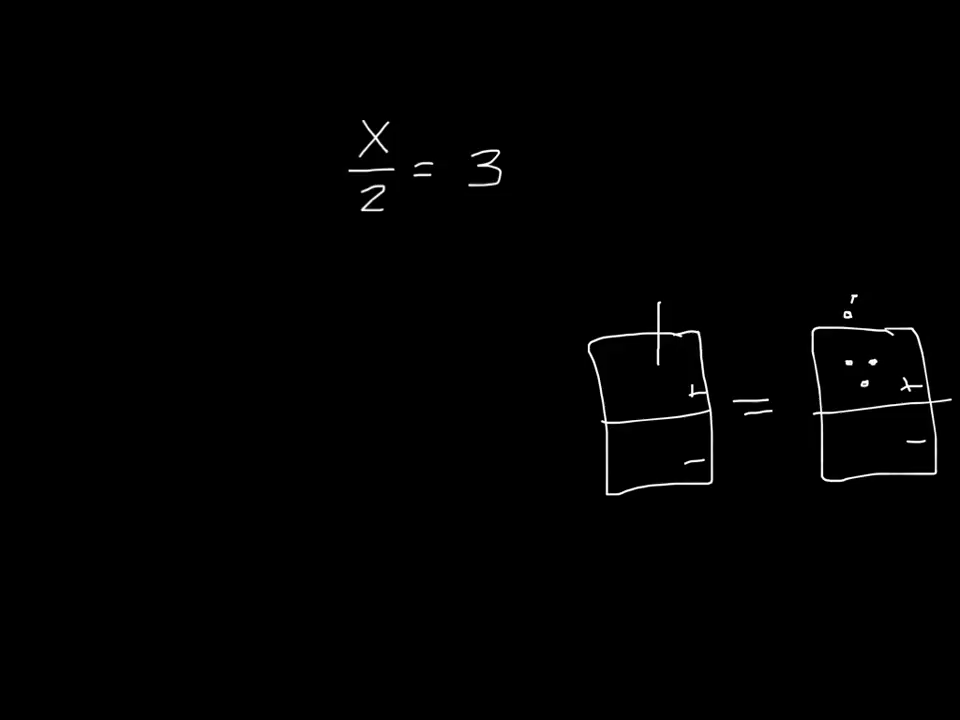 x/2 = 3
+ = +
- -